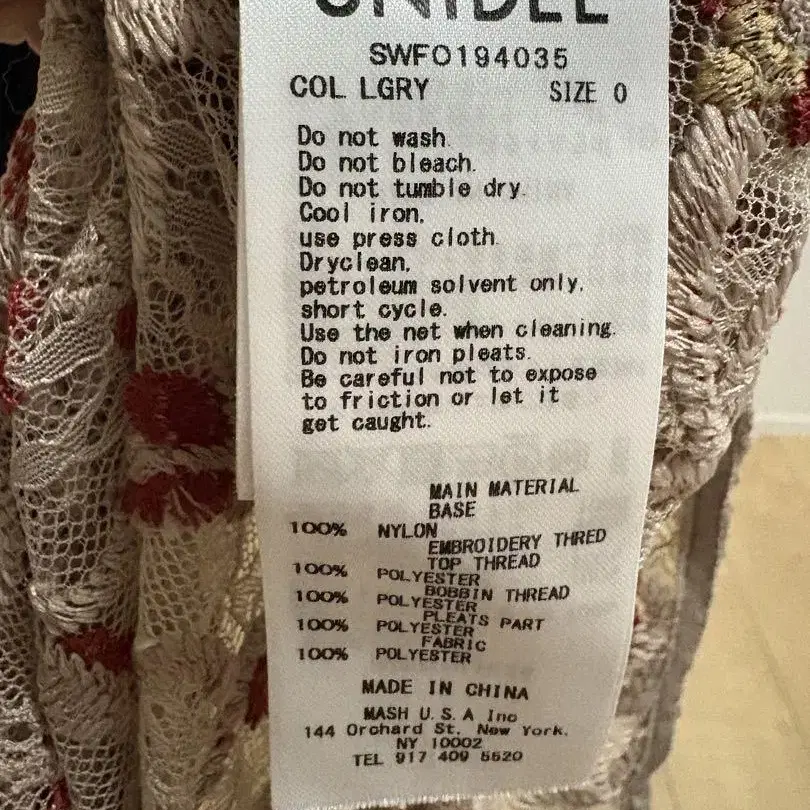 SWFO194035
COL LGRY SIZE 0
Do not wash.
Do not bleach.
Do not tumble dry.
Cool iron.
use press cloth.
Dryclean.
petroleum solvent only.
short cycle.
Use the net when cleaning.
Do not iron pleats.
Be careful not to expose
to friction or let it
get caught.
MAIN MATERIAL
BASE
100% NYLON
EMBROIDERY THRED
TOP THREAD
100% POLYESTER
BOBBIN THREAD
100% POLYESTER
PLEATS PART
100% POLYESTER
FABRIC
100% POLYESTER
MADE IN CHINA
MASH U.S.A Inc
144 Orchard St, New York,
NY 10002
TEL 917 409 5520